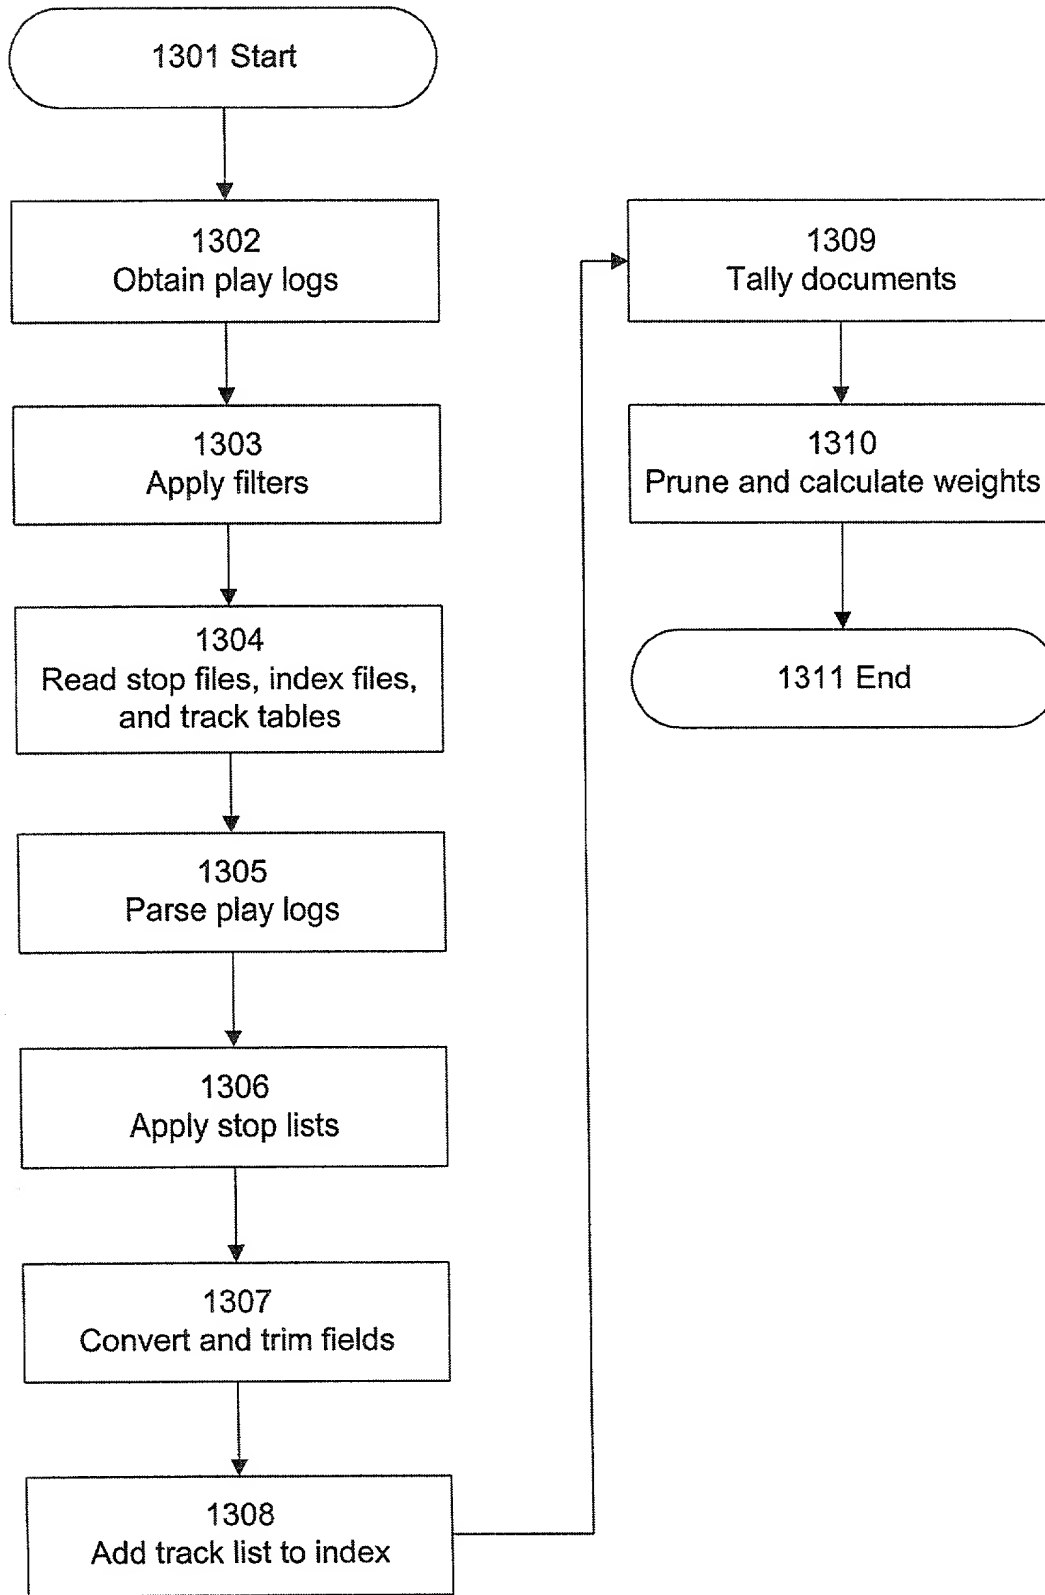 1301 Start
1302
Obtain play logs
1303
Apply filters
1304
Read stop files, index files,
and track tables
1305
Parse play logs
1306
Apply stop lists
1307
Convert and trim fields
1308
Add track list to index
1309
Tally documents
1310
Prune and calculate weights
1311 End